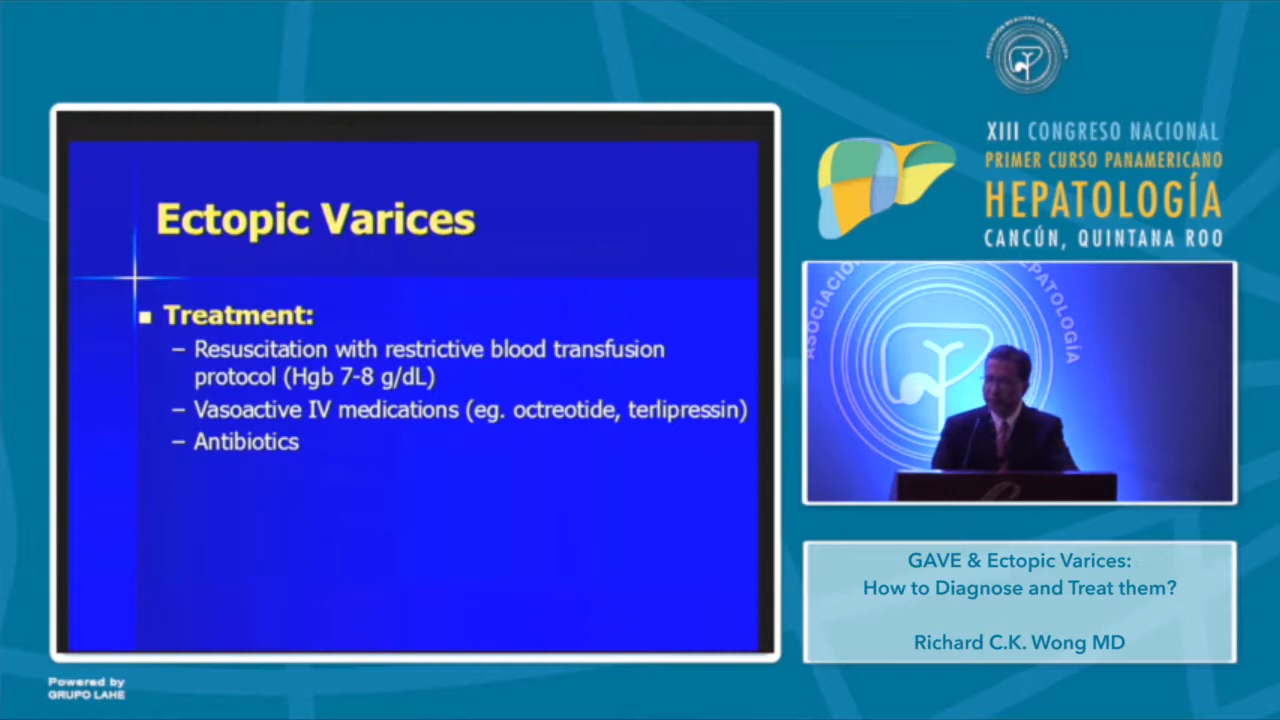 Ectopic Varices
Treatment:
– Resuscitation with restrictive blood transfusion
protocol (Hgb 7-8 g/dL)
– Vasoactive IV medications (eg. octreotide, terlipressin)
– Antibiotics
XIII CONGRESO NACIONAL
PRIMER CURSO PANAMERICANO
HEPATOLOGÍA
CANCÚN, QUINTANA ROO
ASOCIACIÓN
HEPATOLOGÍA
GAVE & Ectopic Varices:
How to Diagnose and Treat them?
Richard C.K. Wong MD
Powered by
GRUPO LAHE